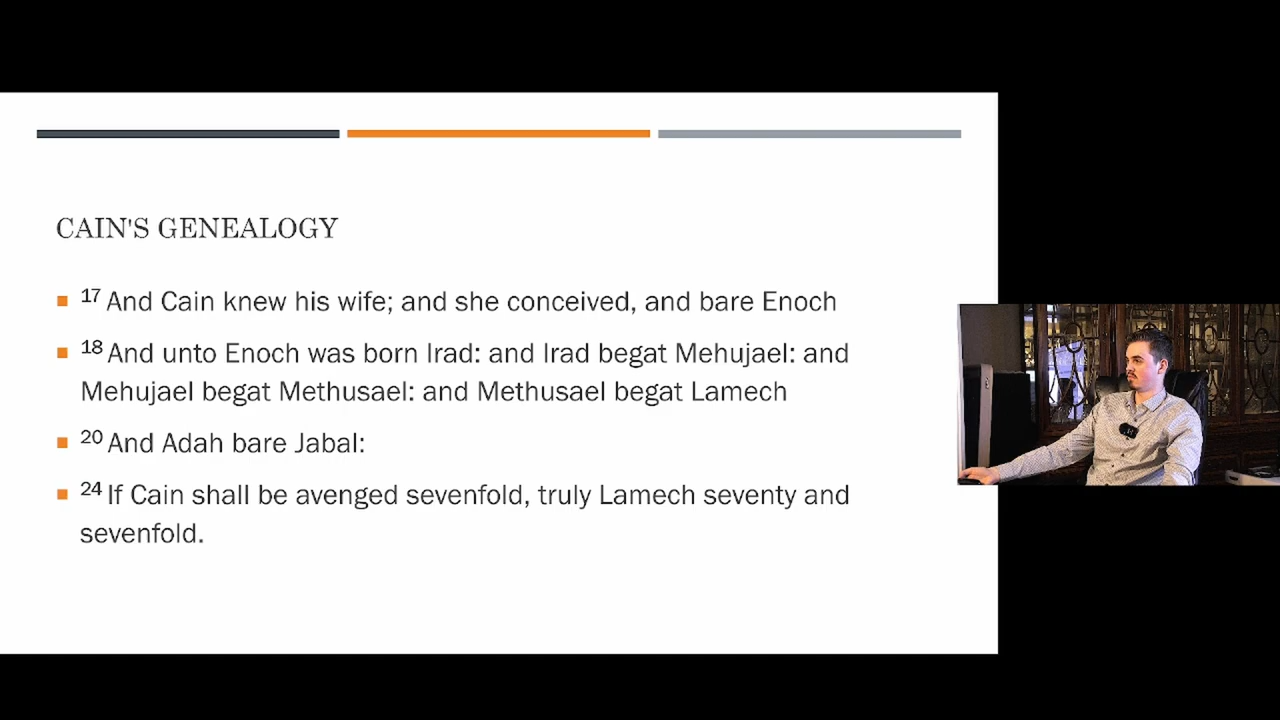 CAIN'S GENEALOGY
17 And Cain knew his wife; and she conceived, and bare Enoch
18 And unto Enoch was born Irad: and Irad begat Mehujael: and
Mehujael begat Methusael: and Methusael begat Lamech
20 And Adah bare Jabal:
24 If Cain shall be avenged sevenfold, truly Lamech seventy and
sevenfold.